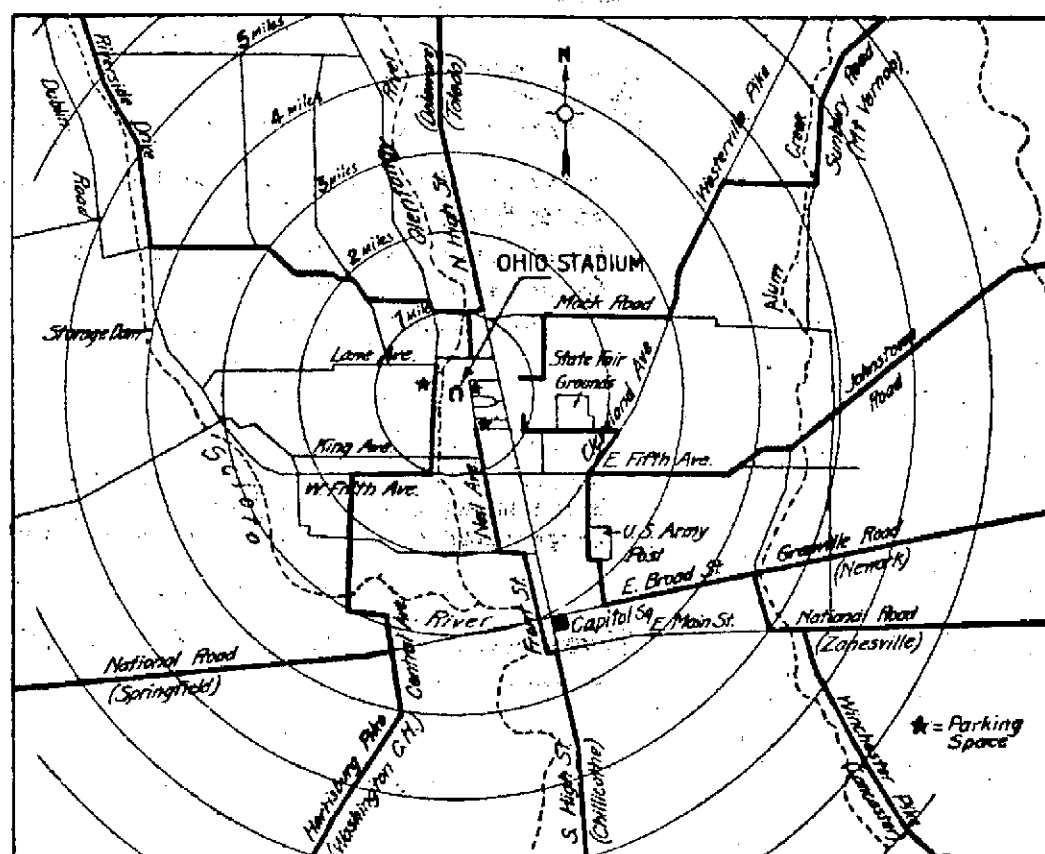 5 miles
4 miles
3 miles
2 miles
1 mile
Riverside
Drive
Dublin
Road
Olentangy
River
(Delaware)
(Toledo)
N. High St.
N
Westerville Pike
Creek
Alum
Sunbury Road
(Mt Vernon)
OHIO STADIUM
Mock Road
Storage Dam
Lane Ave.
State Fair
Grounds
Cleveland Ave
Johnstown
Road
King Ave.
W Fifth Ave.
E. Fifth Ave.
Neil Ave.
Scioto
River
U.S. Army
Post
Granville Road
(Newark)
E. Broad St.
Front St.
Capitol Sq.
E. Main St.
National Road
(Zanesville)
National Road
(Springfield)
Central Ave.
Harrisburg Pike
(Washington C.H.)
S. High St.
(Chillicothe)
Winchester Pike
(Lancaster)
★ = Parking
Space